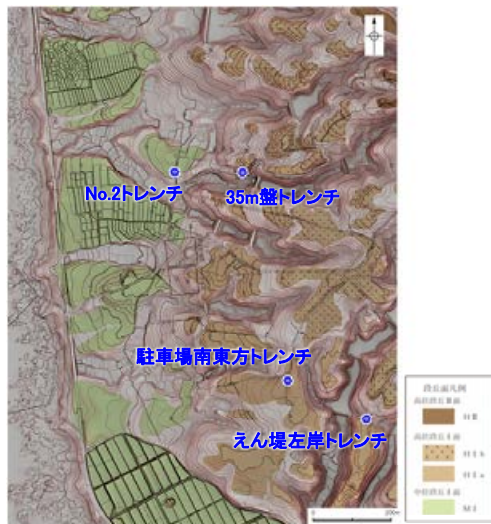 No.2トレンチ
35m盤トレンチ
駐車場南東方トレンチ
えん堤左岸トレンチ
段丘面凡例
高位段丘Ⅱ面
HⅡ
高位段丘Ⅰ面
HⅠb
HⅠa
中位段丘Ⅰ面
MⅠ
200m